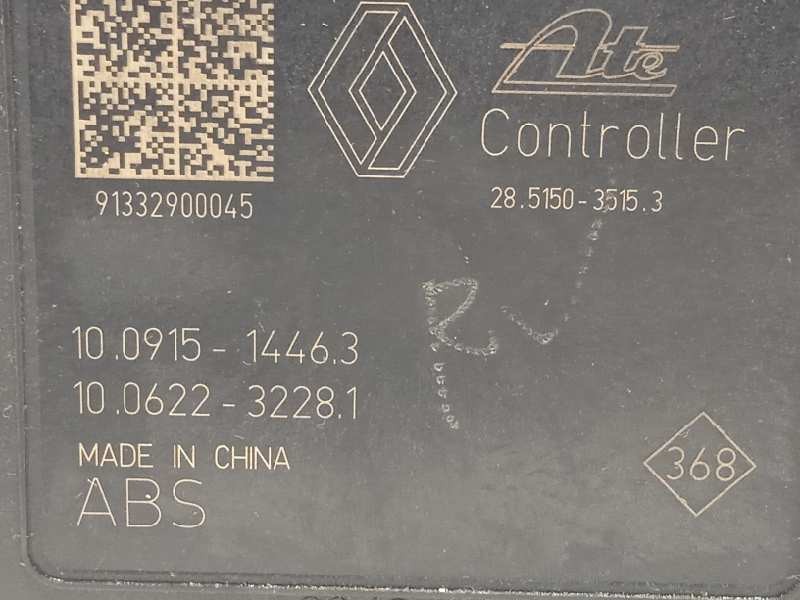 Ate
Controller
91332900045
28.5150-3515.3
RV
10.0915-1446.3
10.0622-3228.1
MADE IN CHINA
ABS
368